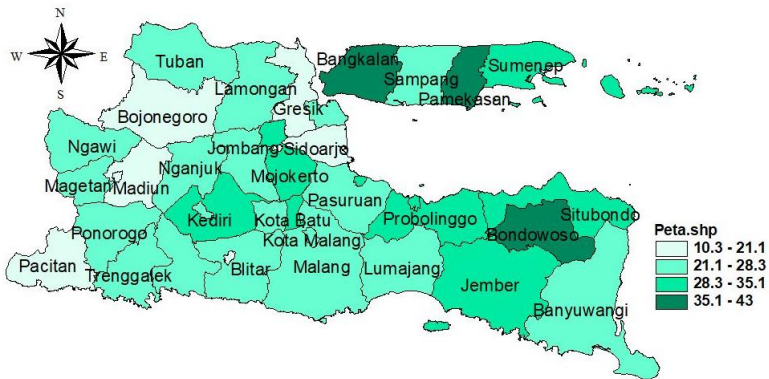 N
W E
S
Tuban
Bangkalan
Sampang
Pamekasan
Sumenep
Lamongan
Gresik
Bojonegoro
Ngawi
Magetan
Madiun
Nganjuk
Jombang
Sidoarjo
Mojokerto
Pasuruan
Probolinggo
Situbondo
Bondowoso
Kediri
Kota Batu
Kota Malang
Ponorogo
Pacitan
Trenggalek
Blitar
Malang
Lumajang
Jember
Banyuwangi
Peta.shp
10.3 - 21.1
21.1 - 28.3
28.3 - 35.1
35.1 - 43